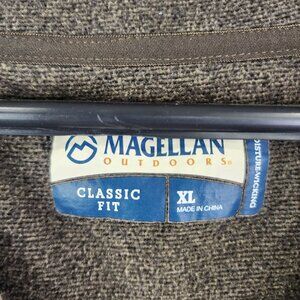 MAGELLAN
OUTDOORS®
CLASSIC
FIT
XL
MADE IN CHINA
MOISTURE-WICKING